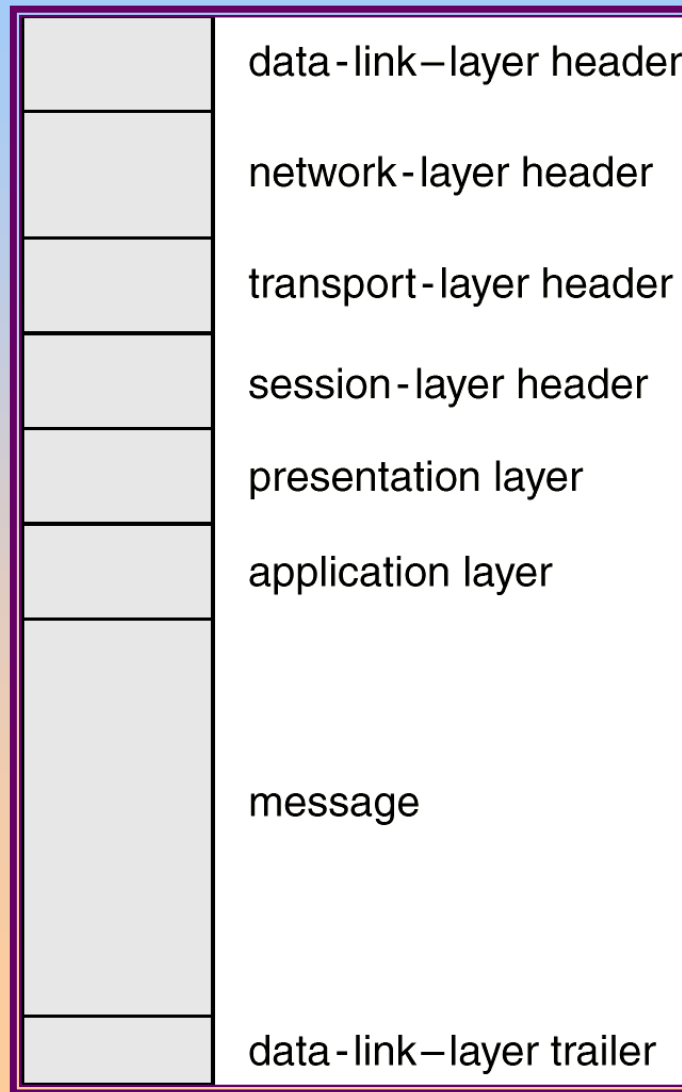 data-link–layer header
network-layer header
transport-layer header
session-layer header
presentation layer
application layer
message
data-link–layer trailer